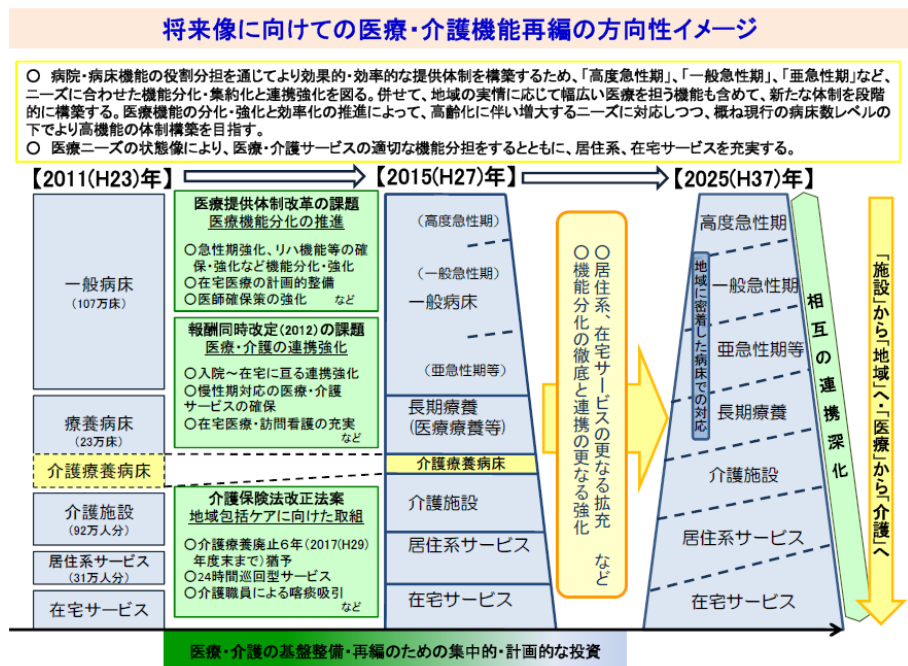 将来像に向けての医療・介護機能再編の方向性イメージ
○ 病院・病床機能の役割分担を通じてより効果的・効率的な提供体制を構築するため、「高度急性期」、「一般急性期」、「亜急性期」など、
ニーズに合わせた機能分化・集約化と連携強化を図る。併せて、地域の実情に応じて幅広い医療を担う機能も含めて、新たな体制を段階
的に構築する。医療機能の分化・強化と効率化の推進によって、高齢化に伴い増大するニーズに対応しつつ、概ね現行の病床数レベルの
下でより高機能の体制構築を目指す。
○ 医療ニーズの状態像により、医療・介護サービスの適切な機能分担をするとともに、居住系、在宅サービスを充実する。
【2011(H23)年】
【2015(H27)年】
【2025(H37)年】
一般病床
(107万床)
療養病床
(23万床)
介護療養病床
介護施設
(92万人分)
居住系サービス
(31万人分)
在宅サービス
医療提供体制改革の課題
医療機能分化の推進
○急性期強化、リハ機能等の確
保・強化など機能分化・強化
○在宅医療の計画的整備
○医師確保策の強化 など
報酬同時改定(2012)の課題
医療・介護の連携強化
○入院～在宅に亘る連携強化
○慢性期対応の医療・介護
サービスの確保
○在宅医療・訪問看護の充実
など
介護保険法改正法案
地域包括ケアに向けた取組
○介護療養廃止6年(2017(H29)
年度末まで)猶予
○24時間巡回型サービス
○介護職員による喀痰吸引
など
(高度急性期)
(一般急性期)
一般病床
(亜急性期等)
長期療養
(医療療養等)
介護療養病床
介護施設
居住系サービス
在宅サービス
○居住系、在宅サービスの更なる拡充
○機能分化の徹底と連携の更なる強化
など
高度急性期
一般急性期
亜急性期等
長期療養
介護施設
居住系サービス
在宅サービス
地域に密着した病床での対応
相互の連携深化
「施設」から「地域」へ・「医療」から「介護」へ
医療・介護の基盤整備・再編のための集中的・計画的な投資